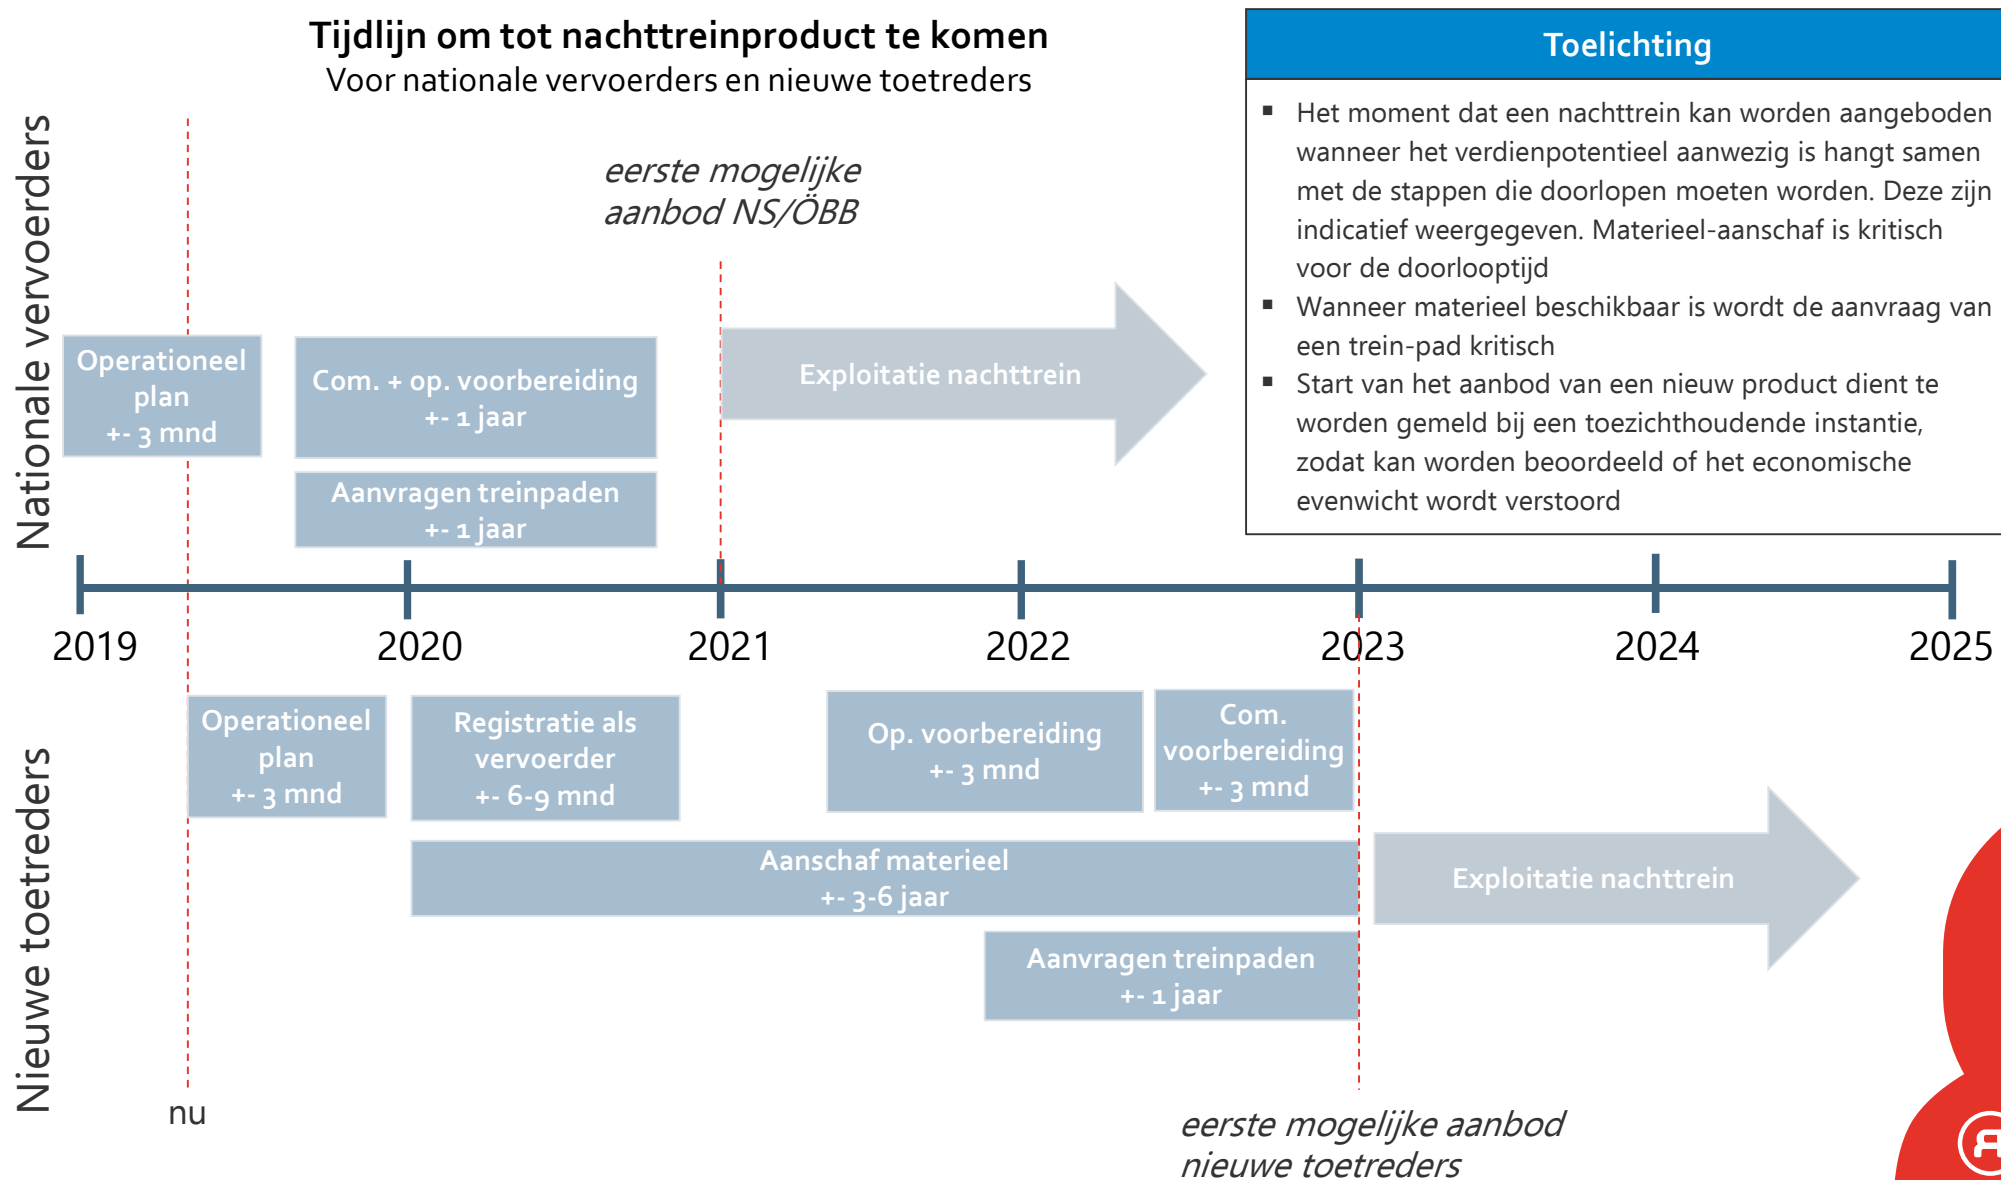 Tijdlijn om tot nachttreinproduct te komen
Voor nationale vervoerders en nieuwe toetreders
Nationale vervoerders
eerste mogelijke
aanbod NS/ÖBB
Operationeel
plan
+- 3 mnd
Com. + op. voorbereiding
+- 1 jaar
Aanvragen treinpaden
+- 1 jaar
Exploitatie nachttrein
Toelichting
▪ Het moment dat een nachttrein kan worden aangeboden
wanneer het verdienpotentieel aanwezig is hangt samen
met de stappen die doorlopen moeten worden. Deze zijn
indicatief weergegeven. Materieel-aanschaf is kritisch
voor de doorlooptijd
▪ Wanneer materieel beschikbaar is wordt de aanvraag van
een trein-pad kritisch
▪ Start van het aanbod van een nieuw product dient te
worden gemeld bij een toezichthoudende instantie,
zodat kan worden beoordeeld of het economische
evenwicht wordt verstoord
2019 2020 2021 2022 2023 2024 2025
Nieuwe toetreders
Operationeel
plan
+- 3 mnd
Registratie als
vervoerder
+- 6-9 mnd
Op. voorbereiding
+- 3 mnd
Com.
voorbereiding
+- 3 mnd
Aanschaf materieel
+- 3-6 jaar
Aanvragen treinpaden
+- 1 jaar
Exploitatie nachttrein
nu
eerste mogelijke aanbod
nieuwe toetreders